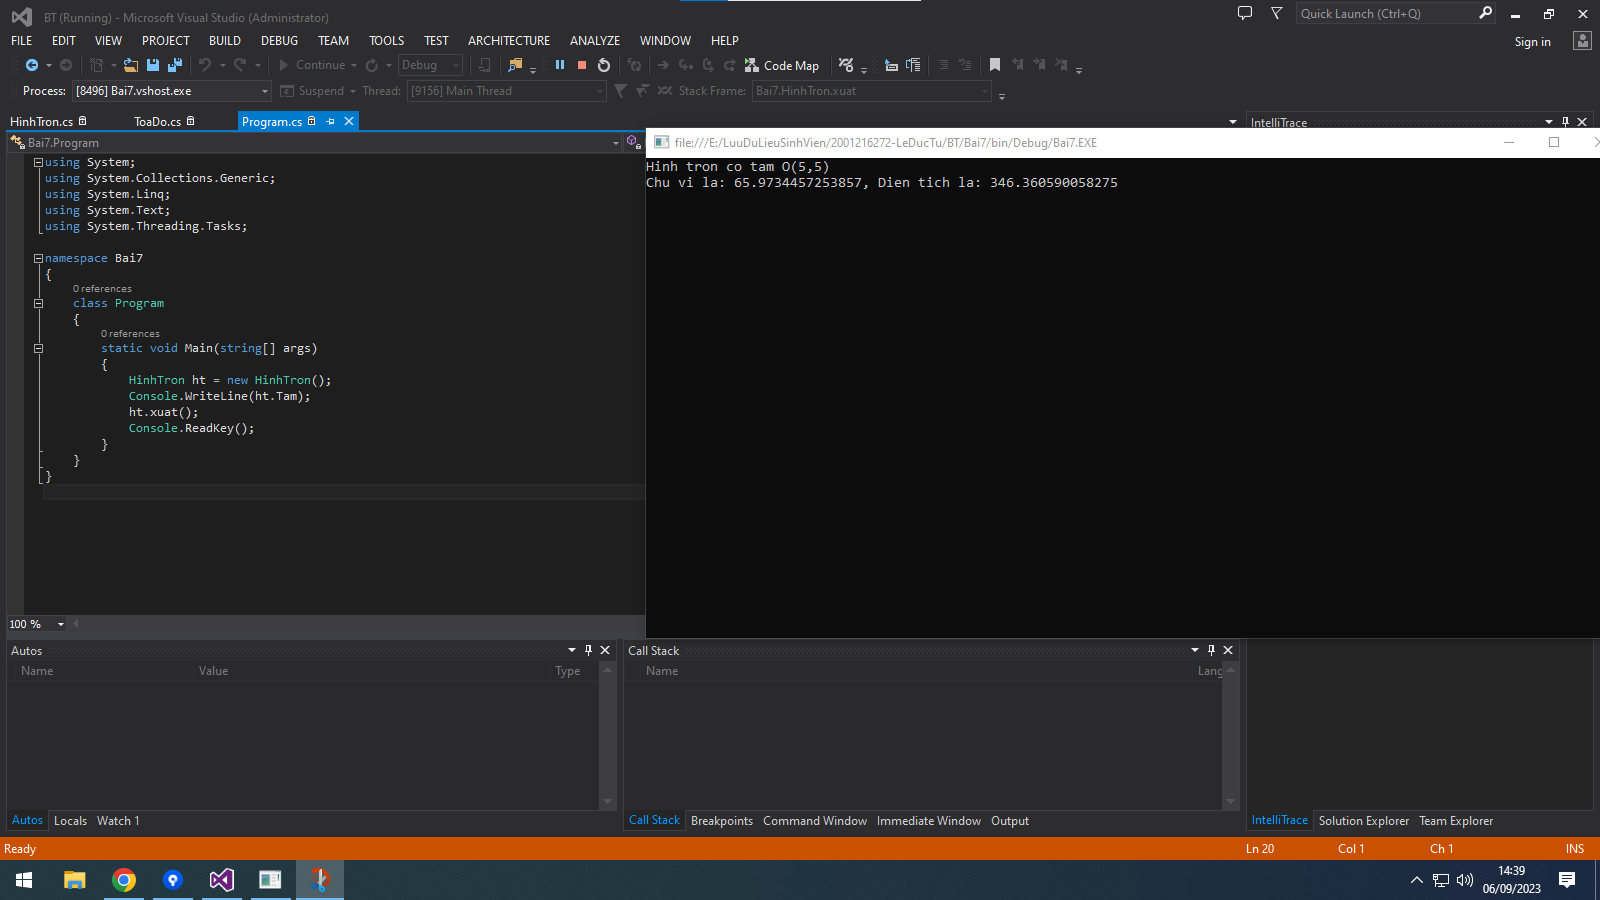 BT (Running) - Microsoft Visual Studio (Administrator)
Quick Launch (Ctrl+Q)
FILE EDIT VIEW PROJECT BUILD DEBUG TEAM TOOLS TEST ARCHITECTURE ANALYZE WINDOW HELP
Sign in
Continue Debug Code Map
Process: [8496] Bai7.vshost.exe Suspend Thread: [9156] Main Thread Stack Frame: Bai7.HinhTron.xuat
HinhTron.cs ToaDo.cs Program.cs
IntelliTrace
Bai7.Program
file:///E:/LuuDuLieuSinhVien/2001216272-LeDucTu/BT/Bai7/bin/Debug/Bai7.EXE
using System;
using System.Collections.Generic;
using System.Linq;
using System.Text;
using System.Threading.Tasks;
namespace Bai7
{
0 references
class Program
{
0 references
static void Main(string[] args)
{
HinhTron ht = new HinhTron();
Console.WriteLine(ht.Tam);
ht.xuat();
Console.ReadKey();
}
}
}
Hinh tron co tam O(5,5)
Chu vi la: 65.9734457253857, Dien tich la: 346.360590058275
100 %
Autos
Name Value Type
Call Stack
Name Lang
Autos Locals Watch 1
Call Stack Breakpoints Command Window Immediate Window Output
IntelliTrace Solution Explorer Team Explorer
Ready
Ln 20 Col 1 Ch 1 INS
14:39
06/09/2023